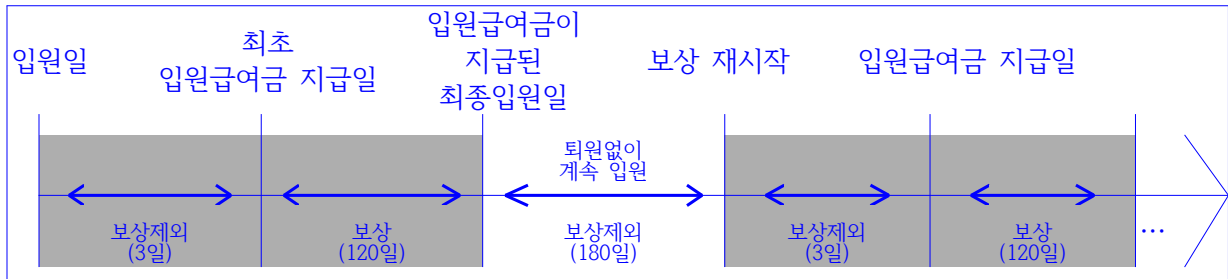 입원일
최초
입원급여금 지급일
입원급여금이
지급된
최종입원일
보상 재시작
입원급여금 지급일
퇴원없이
계속 입원
보상제외
(3일)
보상
(120일)
보상제외
(180일)
보상제외
(3일)
보상
(120일)
…